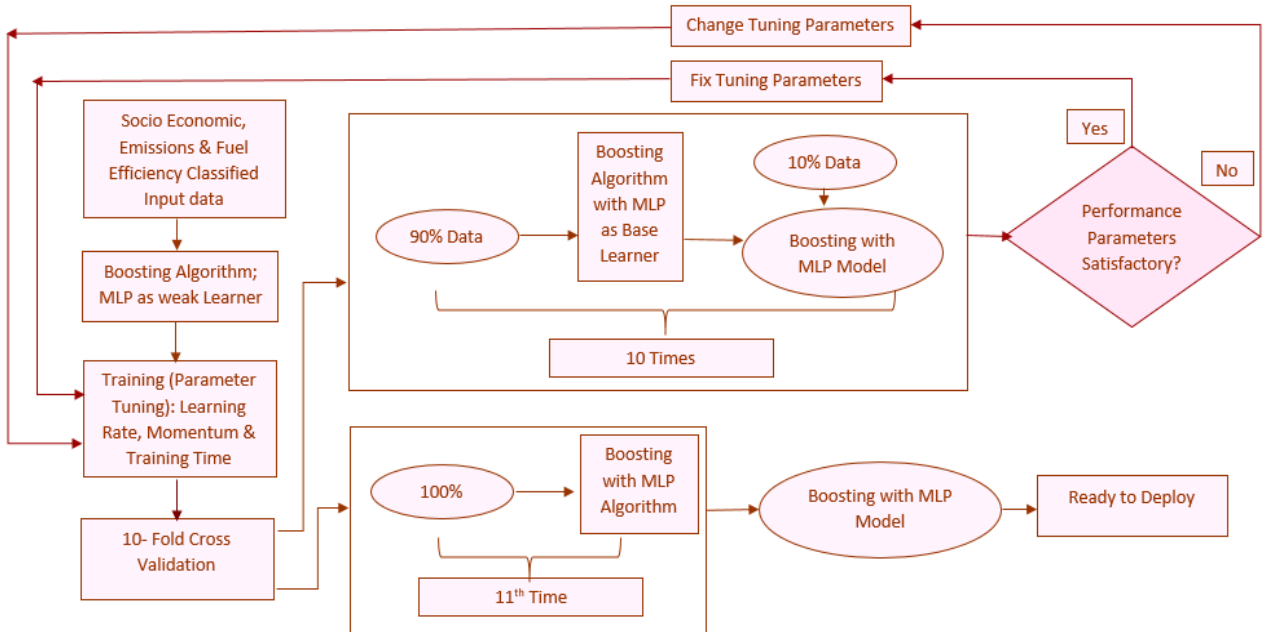 Change Tuning Parameters
Fix Tuning Parameters
Socio Economic,
Emissions & Fuel
Efficiency Classified
Input data
Boosting Algorithm;
MLP as weak Learner
Training (Parameter
Tuning): Learning
Rate, Momentum &
Training Time
10- Fold Cross
Validation
90% Data
Boosting
Algorithm
with MLP
as Base
Learner
10% Data
Boosting with
MLP Model
10 Times
Yes
No
Performance
Parameters
Satisfactory?
100%
Boosting
with MLP
Algorithm
11th Time
Boosting with MLP
Model
Ready to Deploy